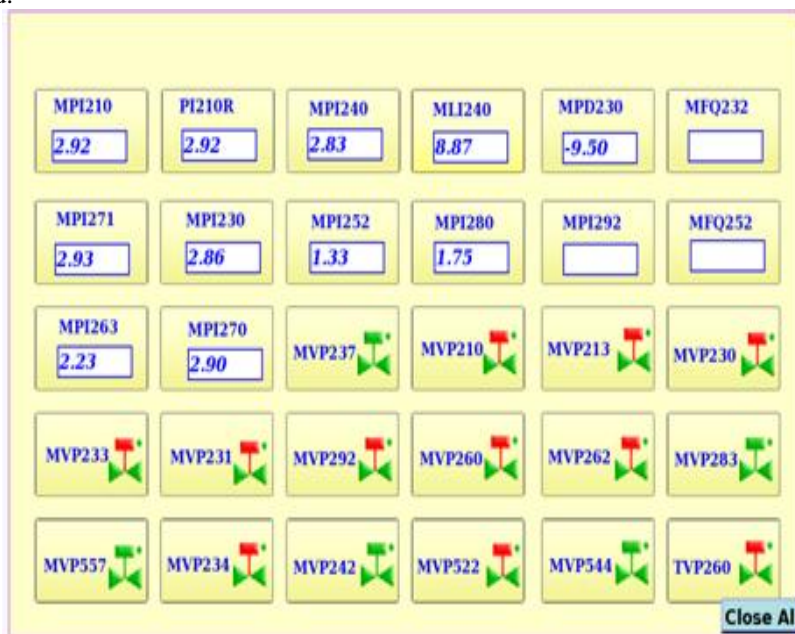 MPI210 PI210R MPI240 MLI240 MPD230 MFQ232
2.92 2.92 2.83 8.87 -9.50
MPI271 MPI230 MPI252 MPI280 MPI292 MFQ252
2.93 2.86 1.33 1.75
MPI263 MPI270 MVP237 MVP210 MVP213 MVP230
2.23 2.90
MVP233 MVP231 MVP292 MVP260 MVP262 MVP283
MVP557 MVP234 MVP242 MVP522 MVP544 TVP260
Close Al